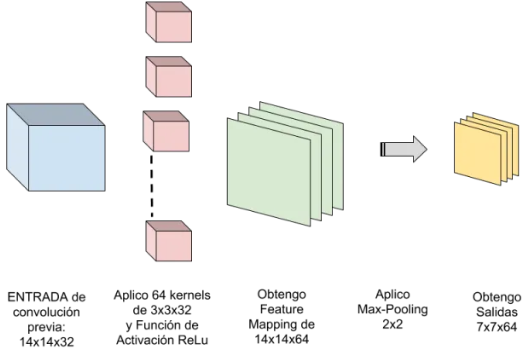 ENTRADA de
convolución
previa:
14x14x32
Aplico 64 kernels
de 3x3x32
y Función de
Activación ReLu
Obtengo
Feature
Mapping de
14x14x64
Aplico
Max-Pooling
2x2
Obtengo
Salidas
7x7x64